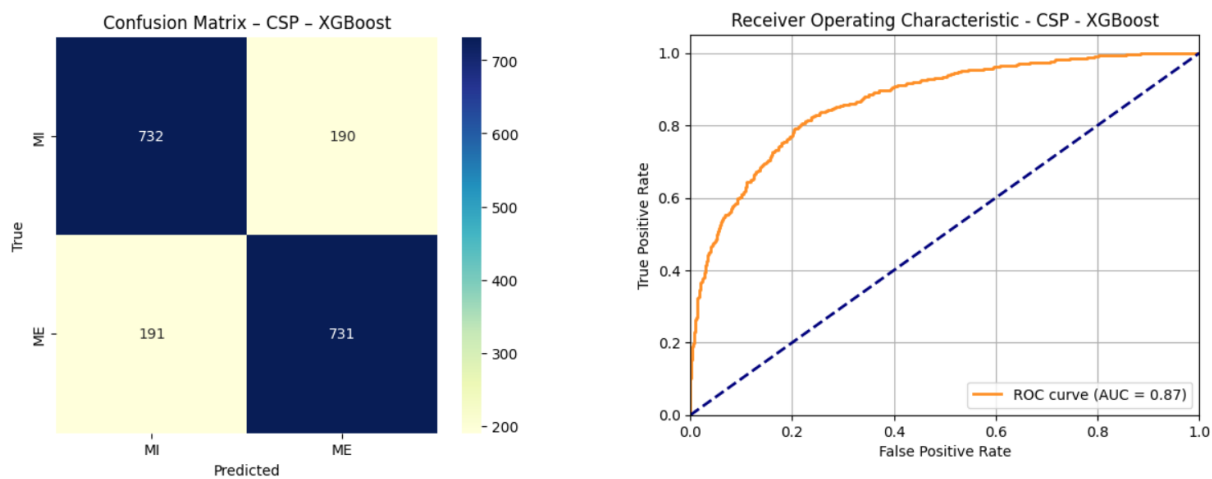 Confusion Matrix – CSP – XGBoost
MI
ME
True
732
190
191
731
MI
ME
Predicted
700
600
500
400
300
200
Receiver Operating Characteristic - CSP - XGBoost
True Positive Rate
1.0
0.8
0.6
0.4
0.2
0.0
ROC curve (AUC = 0.87)
0.0
0.2
0.4
0.6
0.8
1.0
False Positive Rate